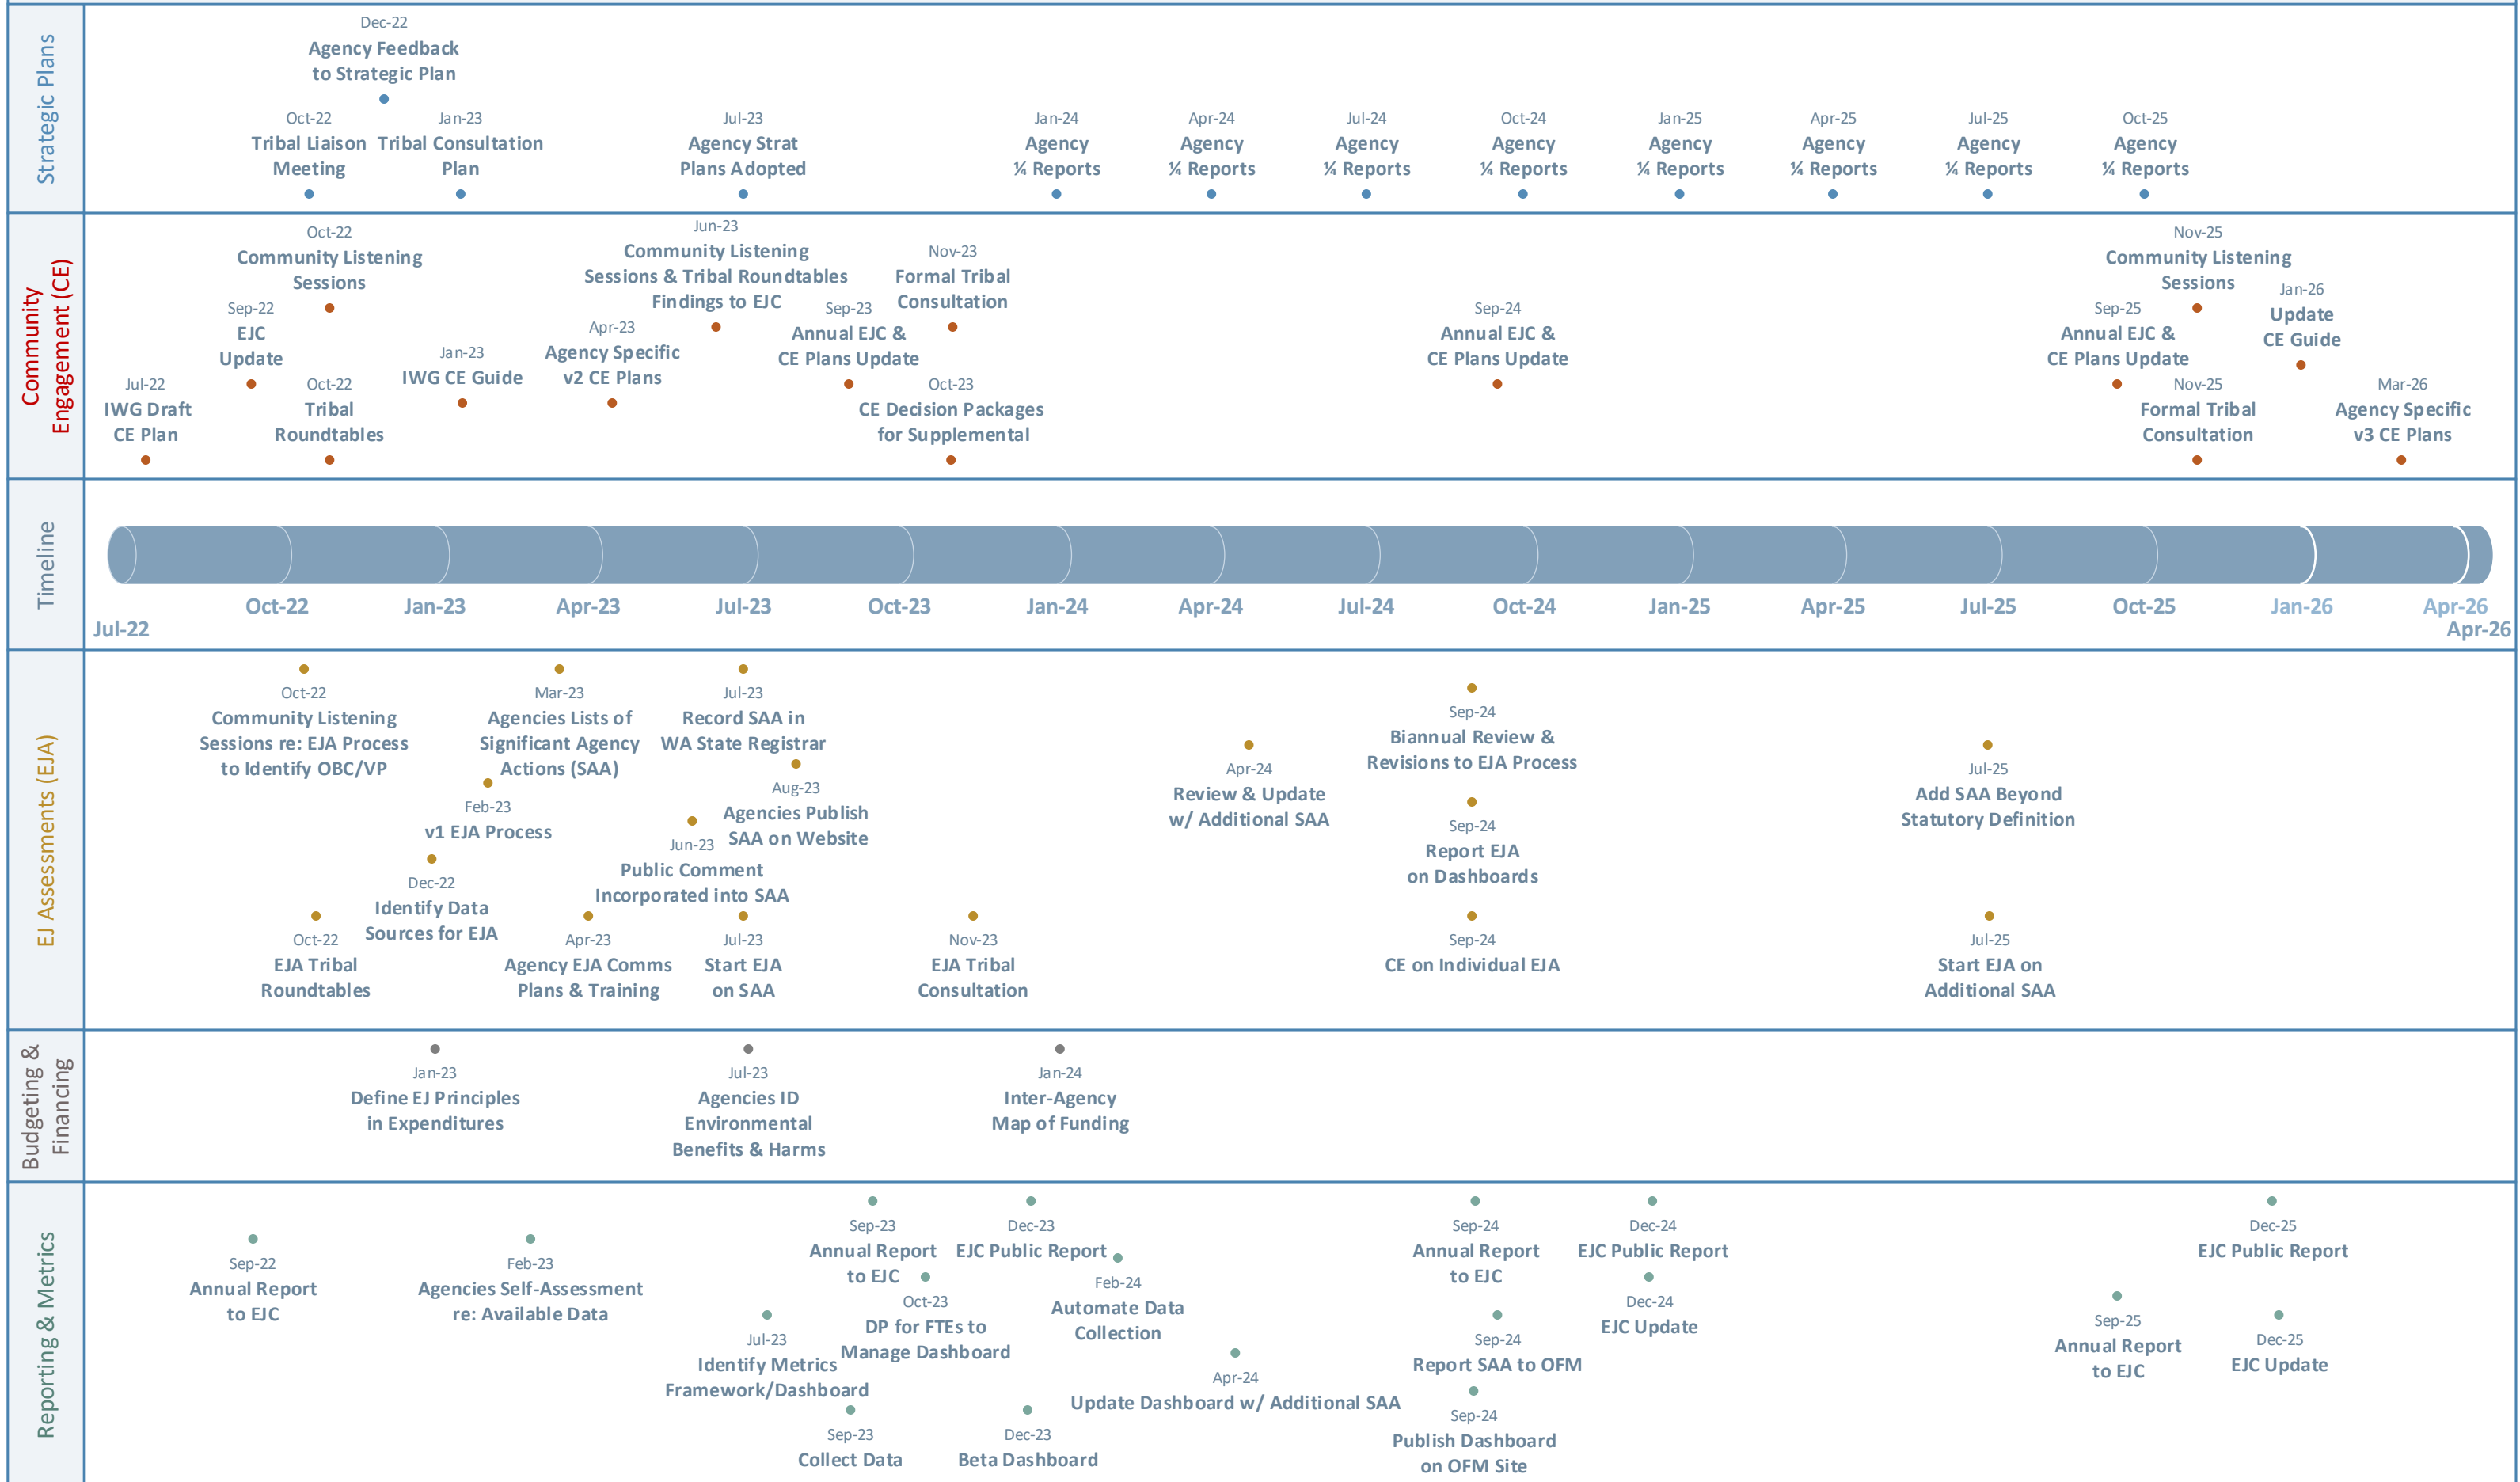 Strategic Plans
Dec-22
Agency Feedback
to Strategic Plan
Oct-22
Tribal Liaison
Meeting
Jan-23
Tribal Consultation
Plan
Jul-23
Agency Strat
Plans Adopted
Jan-24
Agency
¼ Reports
Apr-24
Agency
¼ Reports
Jul-24
Agency
¼ Reports
Oct-24
Agency
¼ Reports
Jan-25
Agency
¼ Reports
Apr-25
Agency
¼ Reports
Jul-25
Agency
¼ Reports
Oct-25
Agency
¼ Reports
Community
Engagement (CE)
Jul-22
IWG Draft
CE Plan
Sep-22
EJC
Update
Oct-22
Community Listening
Sessions
Oct-22
Tribal
Roundtables
Jan-23
IWG CE Guide
Apr-23
Agency Specific
v2 CE Plans
Jun-23
Community Listening
Sessions & Tribal Roundtables
Findings to EJC
Sep-23
Annual EJC &
CE Plans Update
Nov-23
Formal Tribal
Consultation
Oct-23
CE Decision Packages
for Supplemental
Sep-24
Annual EJC &
CE Plans Update
Sep-25
Annual EJC &
CE Plans Update
Nov-25
Community Listening
Sessions
Nov-25
Formal Tribal
Consultation
Jan-26
Update
CE Guide
Mar-26
Agency Specific
v3 CE Plans
Timeline
Jul-22
Oct-22
Jan-23
Apr-23
Jul-23
Oct-23
Jan-24
Apr-24
Jul-24
Oct-24
Jan-25
Apr-25
Jul-25
Oct-25
Jan-26
Apr-26
Apr-26
EJ Assessments (EJA)
Oct-22
Community Listening
Sessions re: EJA Process
to Identify OBC/VP
Oct-22
EJA Tribal
Roundtables
Dec-22
Identify Data
Sources for EJA
Feb-23
v1 EJA Process
Mar-23
Agencies Lists of
Significant Agency
Actions (SAA)
Apr-23
Agency EJA Comms
Plans & Training
Jun-23
Public Comment
Incorporated into SAA
Jul-23
Record SAA in
WA State Registrar
Aug-23
Agencies Publish
SAA on Website
Jul-23
Start EJA
on SAA
Nov-23
EJA Tribal
Consultation
Apr-24
Review & Update
w/ Additional SAA
Sep-24
Biannual Review &
Revisions to EJA Process
Sep-24
Report EJA
on Dashboards
Sep-24
CE on Individual EJA
Jul-25
Add SAA Beyond
Statutory Definition
Jul-25
Start EJA on
Additional SAA
Budgeting &
Financing
Jan-23
Define EJ Principles
in Expenditures
Jul-23
Agencies ID
Environmental
Benefits & Harms
Jan-24
Inter-Agency
Map of Funding
Reporting & Metrics
Sep-22
Annual Report
to EJC
Feb-23
Agencies Self-Assessment
re: Available Data
Jul-23
Identify Metrics
Framework/Dashboard
Sep-23
Annual Report
to EJC
Oct-23
DP for FTEs to
Manage Dashboard
Sep-23
Collect Data
Dec-23
EJC Public Report
Dec-23
Beta Dashboard
Feb-24
Automate Data
Collection
Apr-24
Update Dashboard w/ Additional SAA
Sep-24
Annual Report
to EJC
Sep-24
Report SAA to OFM
Sep-24
Publish Dashboard
on OFM Site
Dec-24
EJC Public Report
Dec-24
EJC Update
Sep-25
Annual Report
to EJC
Dec-25
EJC Public Report
Dec-25
EJC Update